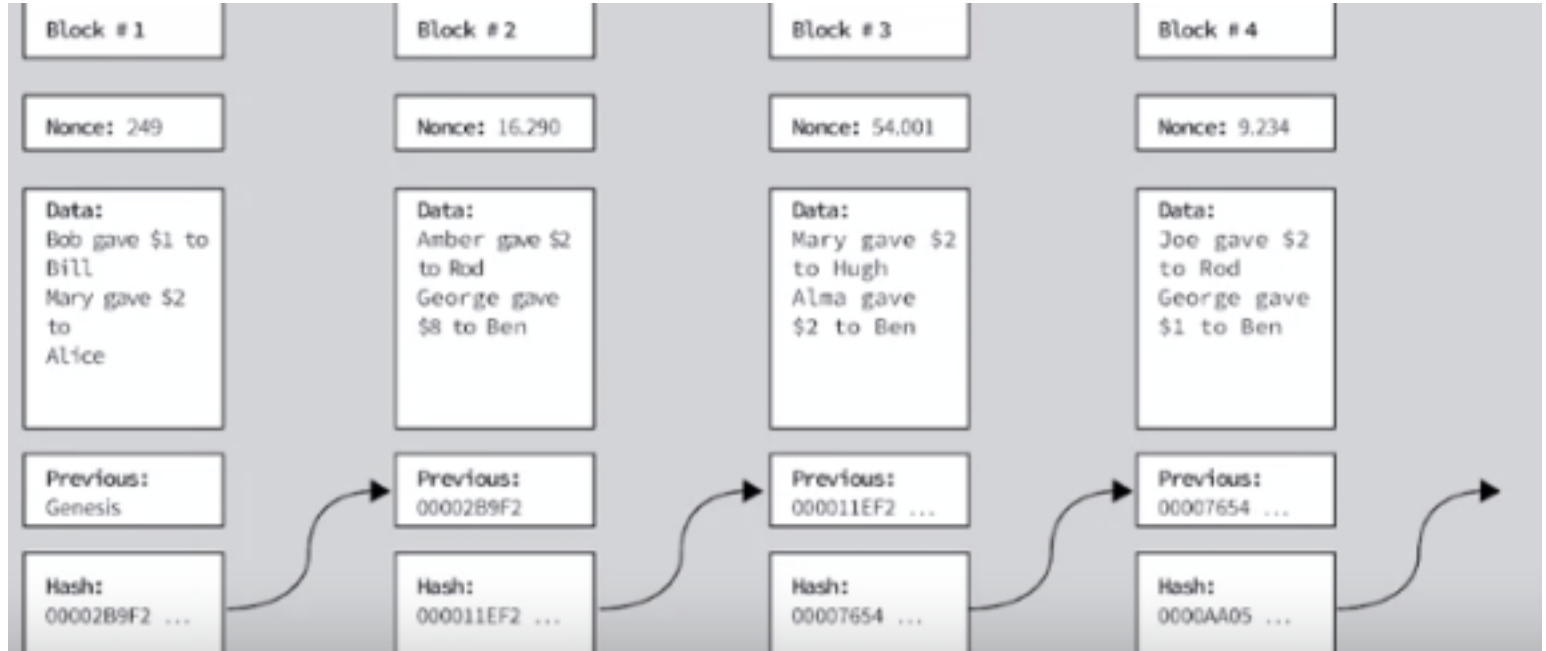 Block #1
Nonce: 249
Data:
Bob gave $1 to
Bill
Mary gave $2
to
Alice
Previous:
Genesis
Hash:
00002B9F2 ...
Block #2
Nonce: 16.290
Data:
Amber gave $2
to Rod
George gave
$8 to Ben
Previous:
00002B9F2
Hash:
000011EF2 ...
Block #3
Nonce: 54.001
Data:
Mary gave $2
to Hugh
Alma gave
$2 to Ben
Previous:
000011EF2 ...
Hash:
00007654 ...
Block #4
Nonce: 9.234
Data:
Joe gave $2
to Rod
George gave
$1 to Ben
Previous:
00007654 ...
Hash:
0000AA05 ...